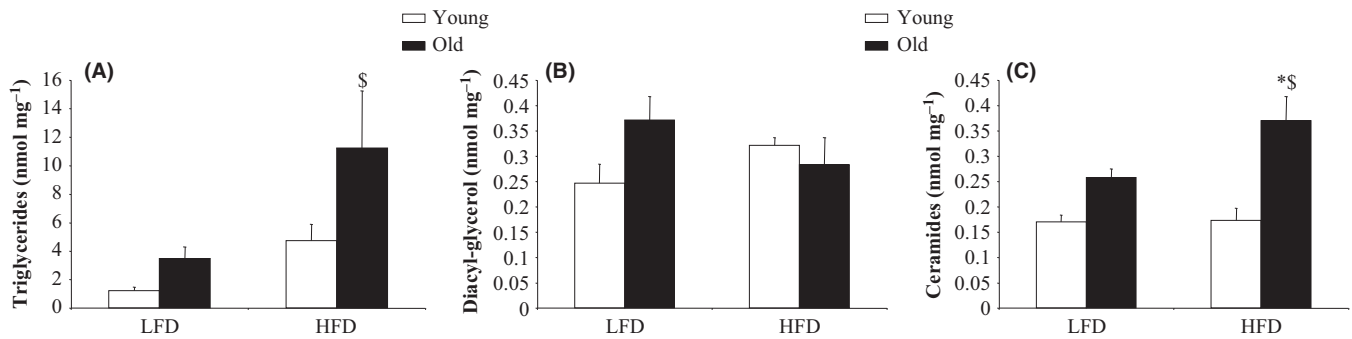 Young
Old
(A)
Triglycerides (nmol mg⁻¹)
16
14
12
10
8
6
4
2
0
$
LFD
HFD
(B)
Diacyl-glycerol (nmol mg⁻¹)
0.45
0.4
0.35
0.3
0.25
0.2
0.15
0.1
0.05
0
LFD
HFD
Young
Old
(C)
Ceramides (nmol mg⁻¹)
0.45
0.4
0.35
0.3
0.25
0.2
0.15
0.1
0.05
0
*$
LFD
HFD